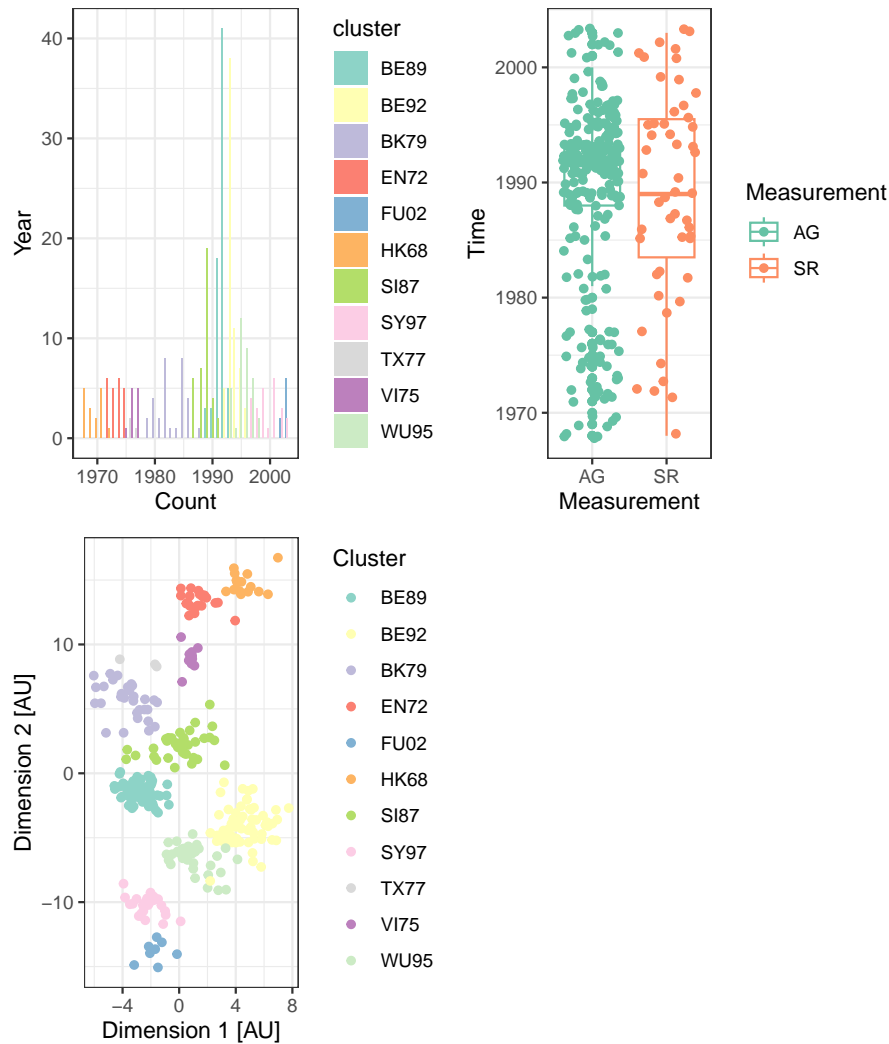 cluster
BE89
BE92
BK79
EN72
FU02
HK68
SI87
SY97
TX77
VI75
WU95
Year
40
30
20
10
0
1970 1980 1990 2000
Count
Time
2000
1990
1980
1970
AG SR
Measurement
Measurement
AG
SR
Dimension 2 [AU]
10
0
−10
−4 0 4 8
Dimension 1 [AU]
Cluster
BE89
BE92
BK79
EN72
FU02
HK68
SI87
SY97
TX77
VI75
WU95